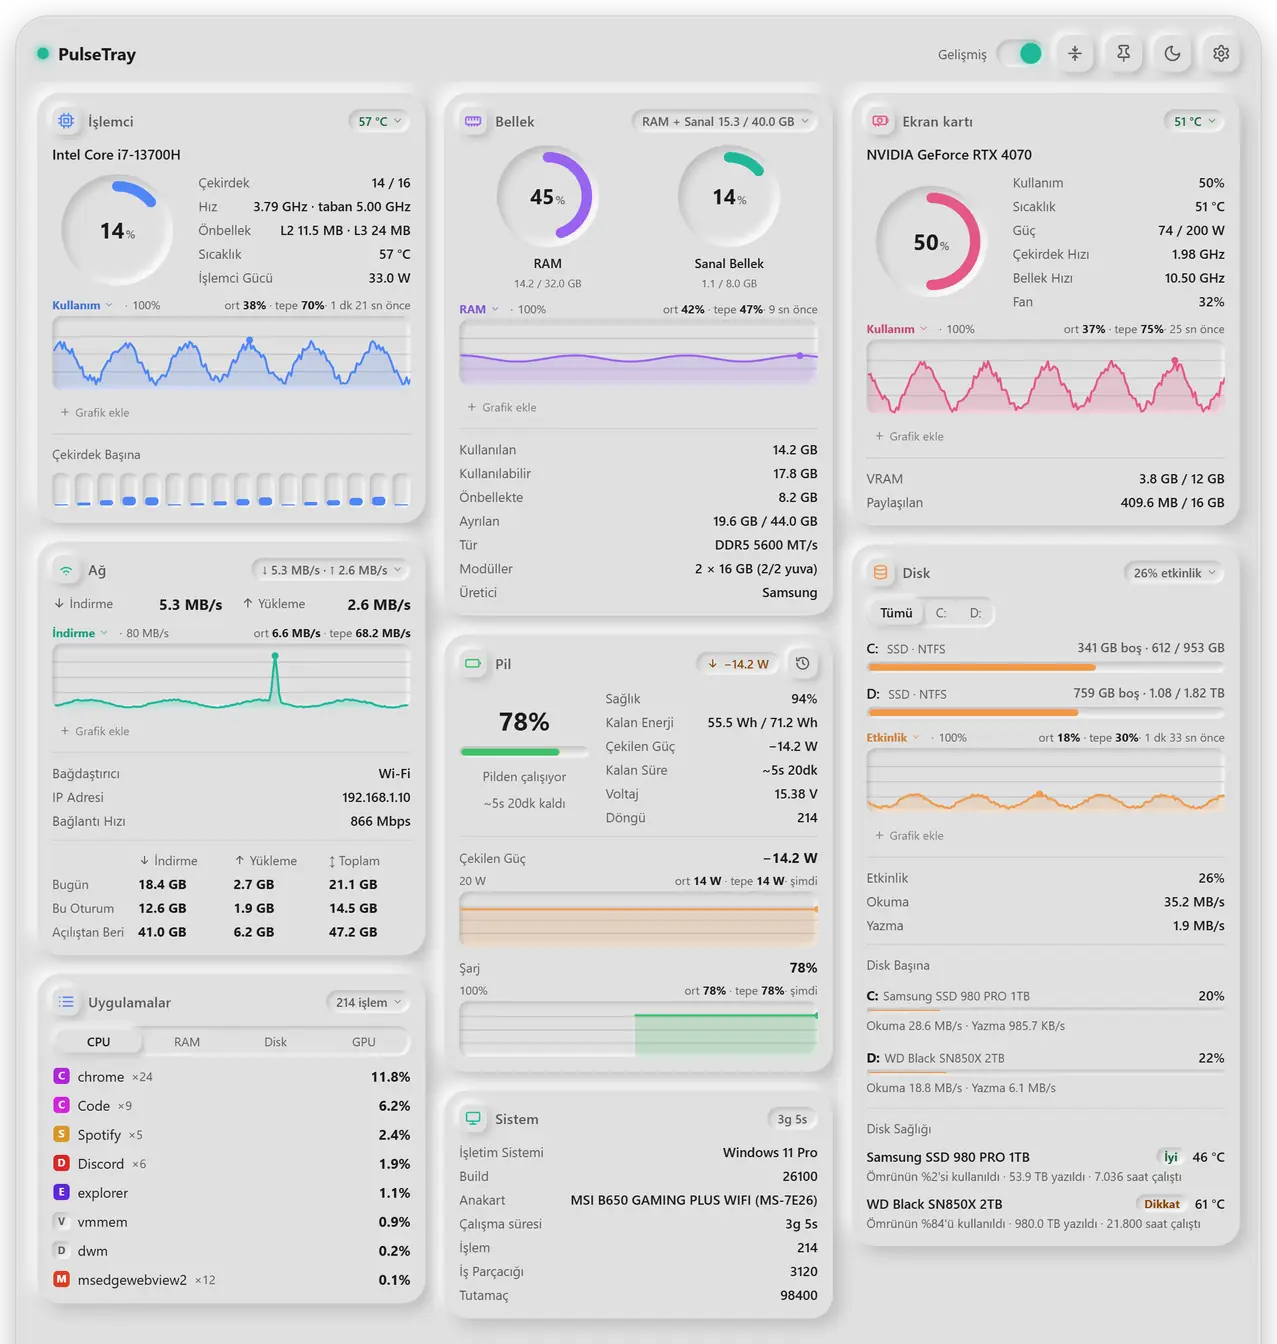 PulseTray
Gelişmiş
İşlemci
57 °C
Intel Core i7-13700H
14%
Çekirdek 14 / 16
Hız 3.79 GHz · taban 5.00 GHz
Önbellek L2 11.5 MB · L3 24 MB
Sıcaklık 57 °C
İşlemci Gücü 33.0 W
Kullanım · 100% ort 38% · tepe 70% · 1 dk 21 sn önce
+ Grafik ekle
Çekirdek Başına
Ağ
↓ 5.3 MB/s · ↑ 2.6 MB/s
↓ İndirme 5.3 MB/s ↑ Yükleme 2.6 MB/s
İndirme · 80 MB/s ort 6.6 MB/s · tepe 68.2 MB/s
+ Grafik ekle
Bağdaştırıcı Wi-Fi
IP Adresi 192.168.1.10
Bağlantı Hızı 866 Mbps
↓ İndirme ↑ Yükleme ↕ Toplam
Bugün 18.4 GB 2.7 GB 21.1 GB
Bu Oturum 12.6 GB 1.9 GB 14.5 GB
Açılıştan Beri 41.0 GB 6.2 GB 47.2 GB
Uygulamalar
214 işlem
CPU RAM Disk GPU
C chrome ×24 11.8%
C Code ×9 6.2%
S Spotify ×5 2.4%
D Discord ×6 1.9%
E explorer 1.1%
V vmmem 0.9%
D dwm 0.2%
M msedgewebview2 ×12 0.1%
Bellek
RAM + Sanal 15.3 / 40.0 GB
45% 14%
RAM Sanal Bellek
14.2 / 32.0 GB 1.1 / 8.0 GB
RAM · 100% ort 42% · tepe 47% · 9 sn önce
+ Grafik ekle
Kullanılan 14.2 GB
Kullanılabilir 17.8 GB
Önbellekte 8.2 GB
Ayrılan 19.6 GB / 44.0 GB
Tür DDR5 5600 MT/s
Modüller 2 × 16 GB (2/2 yuva)
Üretici Samsung
Pil
↓ −14.2 W
78%
Pilden çalışıyor
~5s 20dk kaldı
Sağlık 94%
Kalan Enerji 55.5 Wh / 71.2 Wh
Çekilen Güç −14.2 W
Kalan Süre ~5s 20dk
Voltaj 15.38 V
Döngü 214
Çekilen Güç −14.2 W
20 W ort 14 W · tepe 14 W · şimdi
Şarj 78%
100% ort 78% · tepe 78% · şimdi
Sistem
3g 5s
İşletim Sistemi Windows 11 Pro
Build 26100
Anakart MSI B650 GAMING PLUS WIFI (MS-7E26)
Çalışma süresi 3g 5s
İşlem 214
İş Parçacığı 3120
Tutamaç 98400
Ekran kartı
51 °C
NVIDIA GeForce RTX 4070
50%
Kullanım 50%
Sıcaklık 51 °C
Güç 74 / 200 W
Çekirdek Hızı 1.98 GHz
Bellek Hızı 10.50 GHz
Fan 32%
Kullanım · 100% ort 37% · tepe 75% · 25 sn önce
+ Grafik ekle
VRAM 3.8 GB / 12 GB
Paylaşılan 409.6 MB / 16 GB
Disk
26% etkinlik
Tümü C: D:
C: SSD · NTFS 341 GB boş · 612 / 953 GB
D: SSD · NTFS 759 GB boş · 1.08 / 1.82 TB
Etkinlik · 100% ort 18% · tepe 30% · 1 dk 33 sn önce
+ Grafik ekle
Etkinlik 26%
Okuma 35.2 MB/s
Yazma 1.9 MB/s
Disk Başına
C: Samsung SSD 980 PRO 1TB 20%
Okuma 28.6 MB/s · Yazma 985.7 KB/s
D: WD Black SN850X 2TB 22%
Okuma 18.8 MB/s · Yazma 6.1 MB/s
Disk Sağlığı
Samsung SSD 980 PRO 1TB İyi 46 °C
Ömrünün %2'si kullanıldı · 53.9 TB yazıldı · 7.036 saat çalıştı
WD Black SN850X 2TB Dikkat 61 °C
Ömrünün %84'ü kullanıldı · 980.0 TB yazıldı · 21.800 saat çalıştı